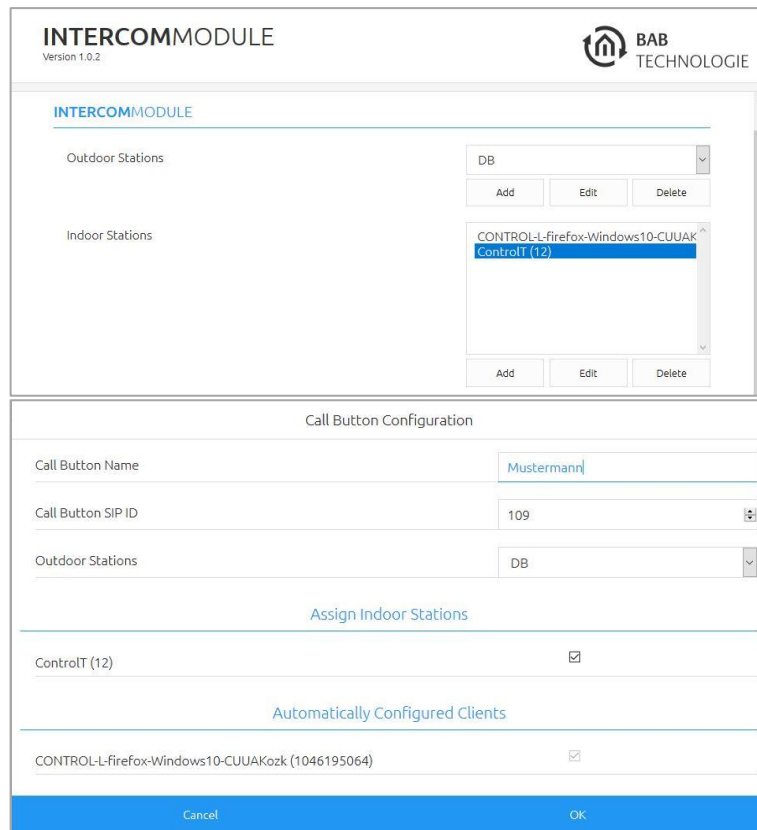 INTERCOMMODULE
Version 1.0.2
BAB
TECHNOLOGIE
INTERCOMMODULE
Outdoor Stations
DB
Add Edit Delete
Indoor Stations
CONTROL-L-firefox-Windows10-CUUAK
ControlT (12)
Add Edit Delete
Call Button Configuration
Call Button Name
Mustermann
Call Button SIP ID
109
Outdoor Stations
DB
Assign Indoor Stations
ControlT (12)
Automatically Configured Clients
CONTROL-L-firefox-Windows10-CUUAKozk (1046195064)
Cancel OK